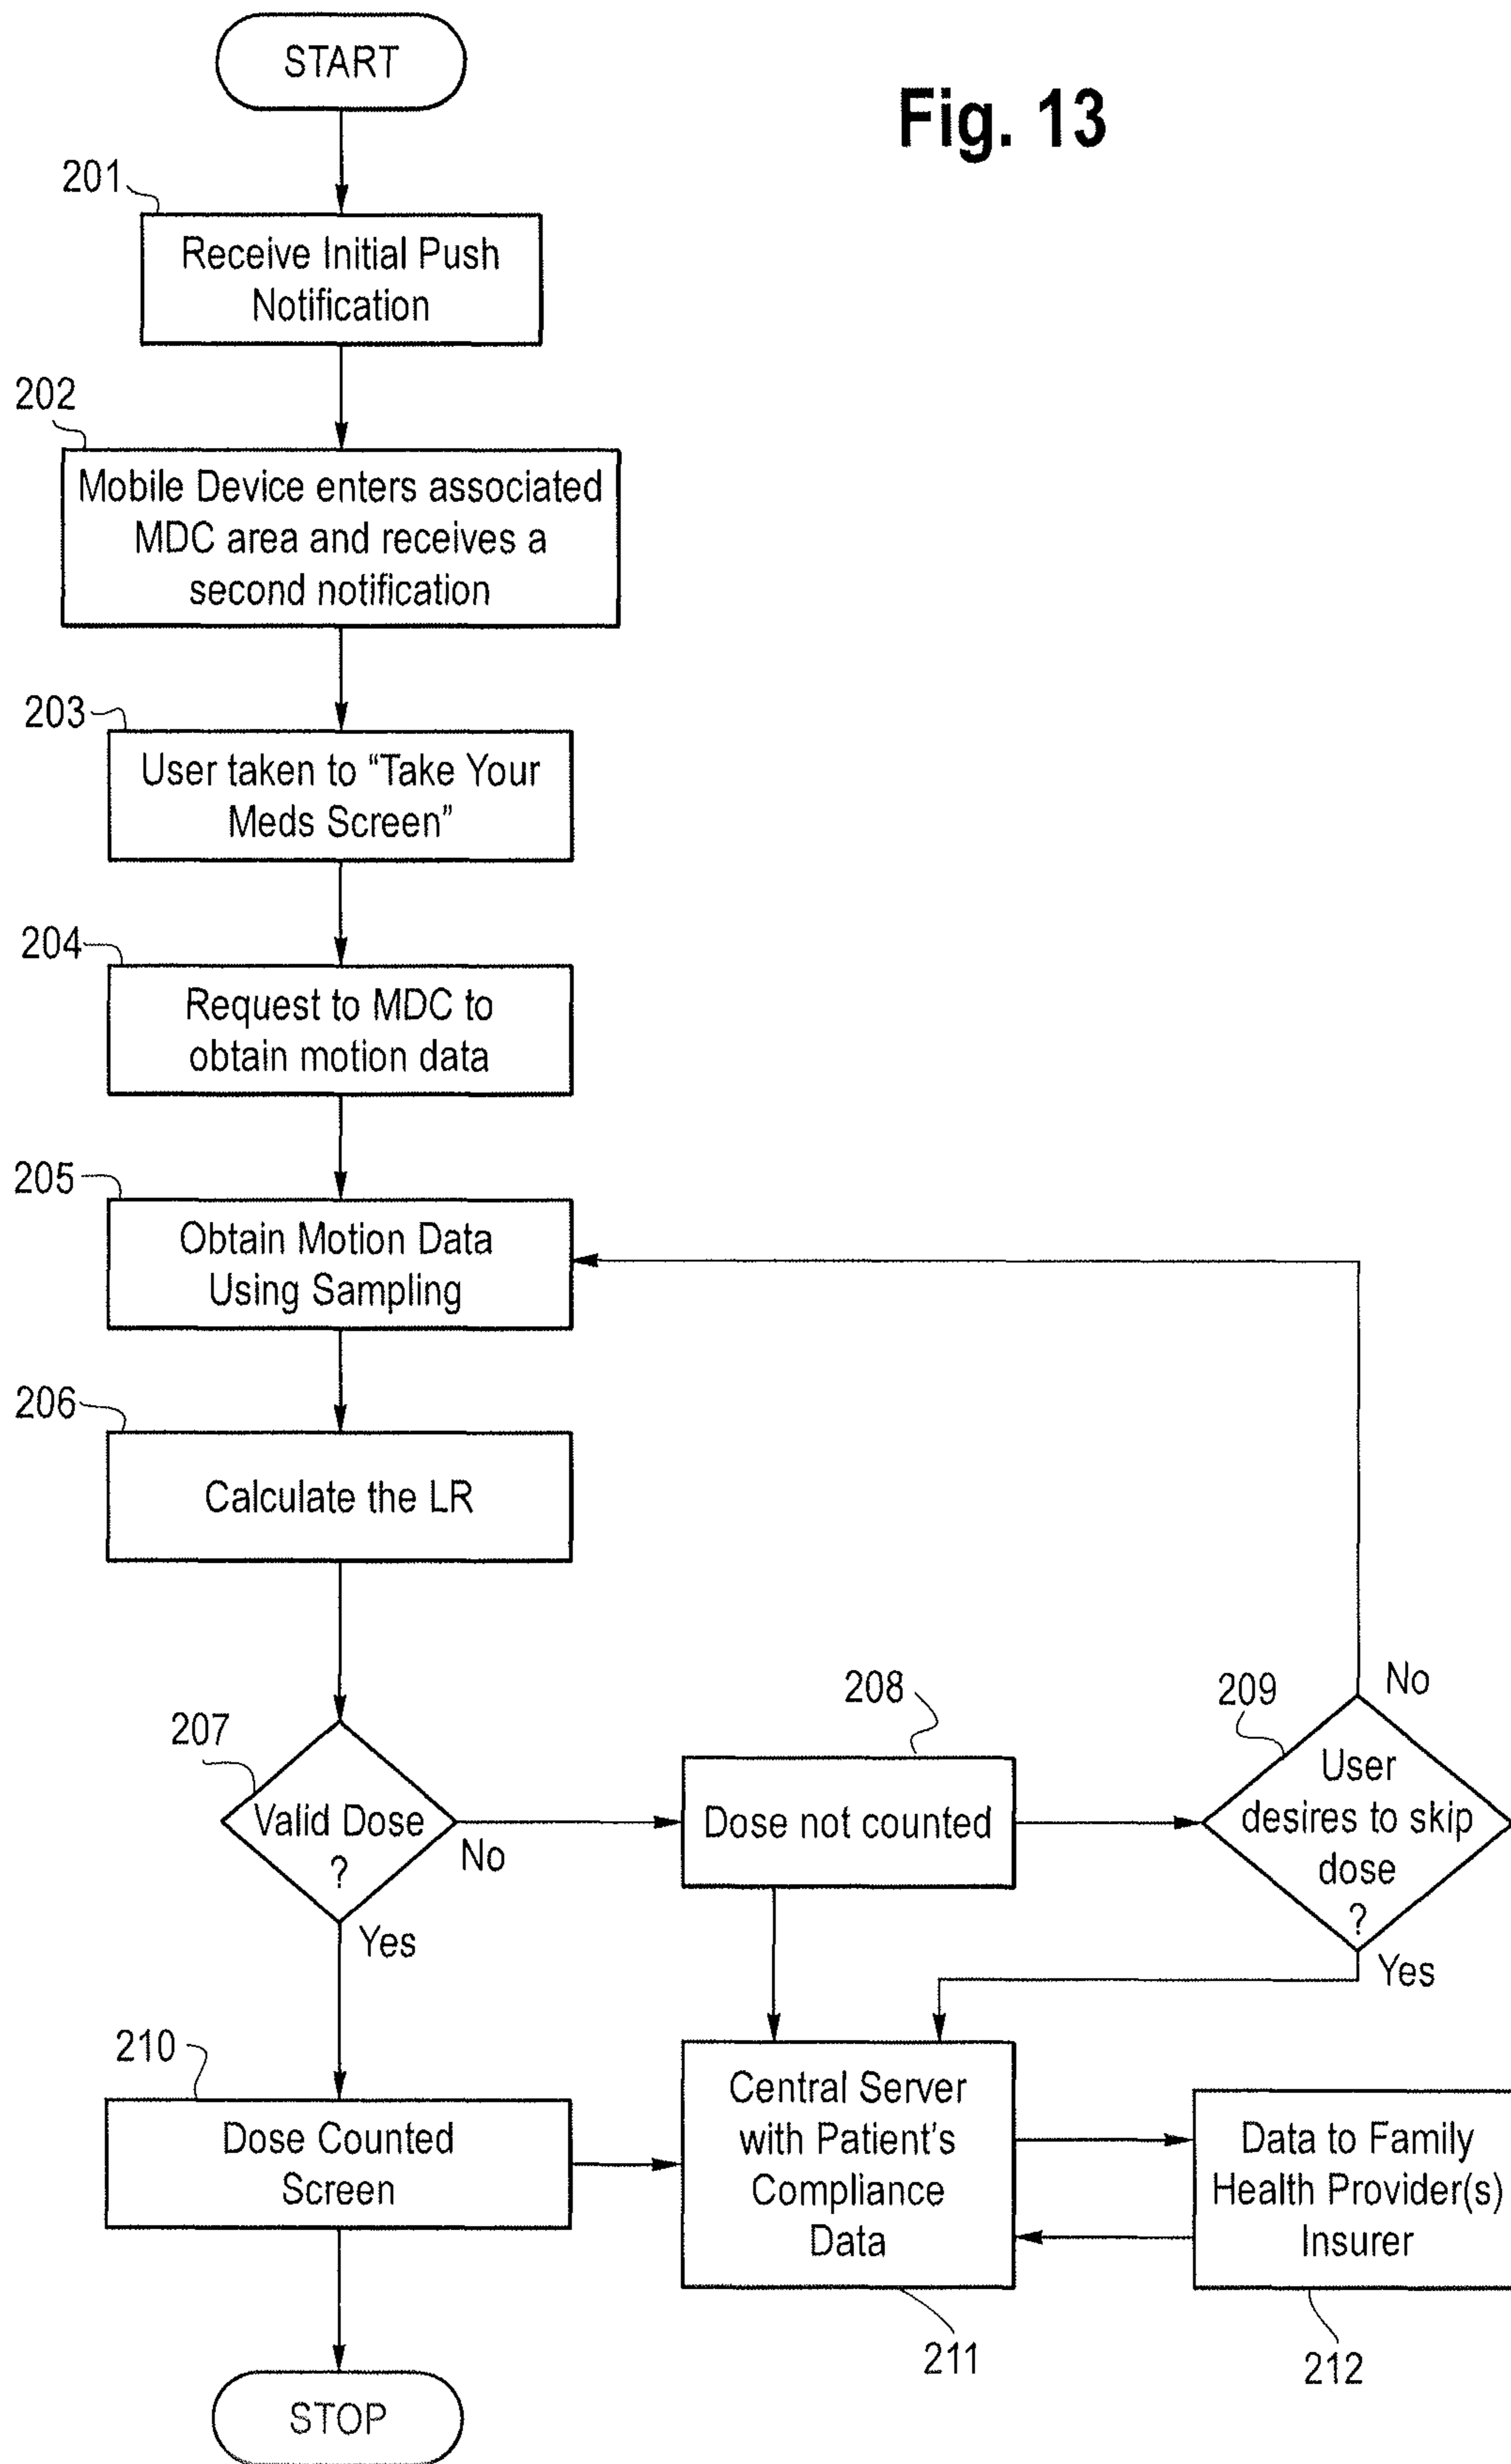 START
Fig. 13
201
Receive Initial Push
Notification
202
Mobile Device enters associated
MDC area and receives a
second notification
203
User taken to “Take Your
Meds Screen”
204
Request to MDC to
obtain motion data
205
Obtain Motion Data
Using Sampling
206
Calculate the LR
207
Valid Dose
?
No
Yes
208
Dose not counted
209
No
User
desires to skip
dose
?
Yes
210
Dose Counted
Screen
Central Server
with Patient’s
Compliance
Data
211
Data to Family
Health Provider(s)
Insurer
212
STOP